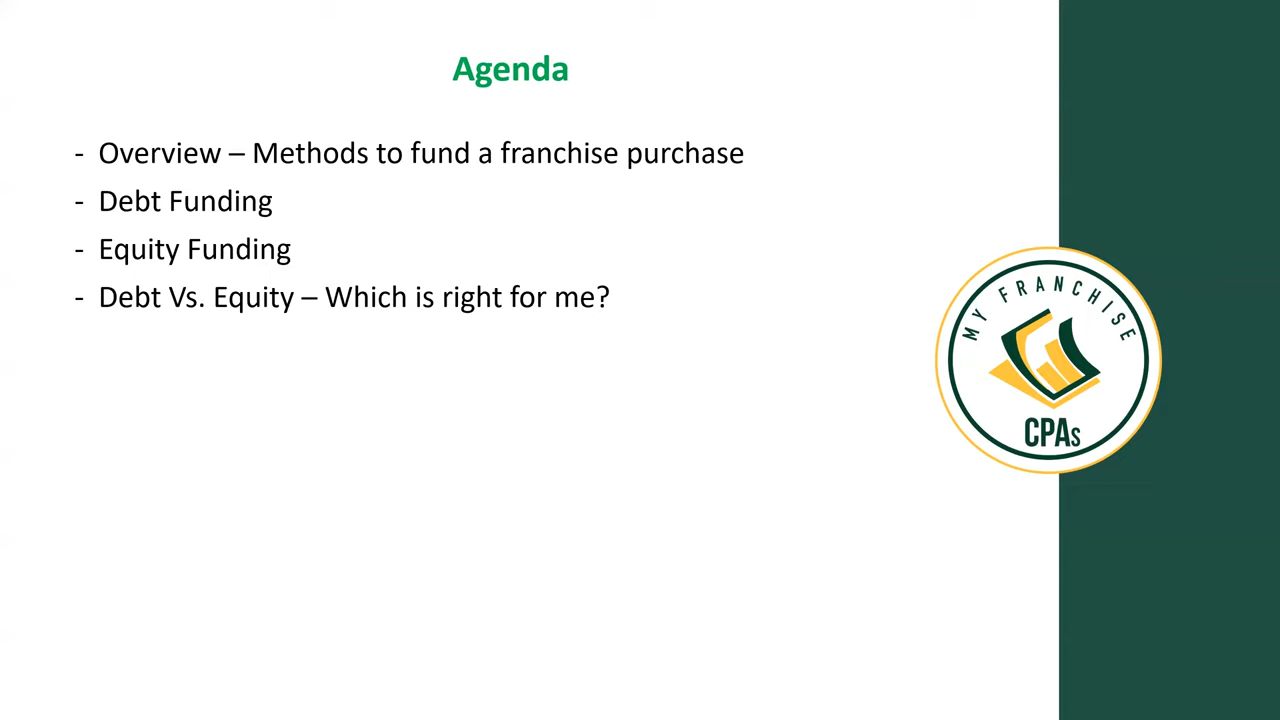 Agenda
- Overview – Methods to fund a franchise purchase
- Debt Funding
- Equity Funding
- Debt Vs. Equity – Which is right for me?
MY FRANCHISE
CPAs